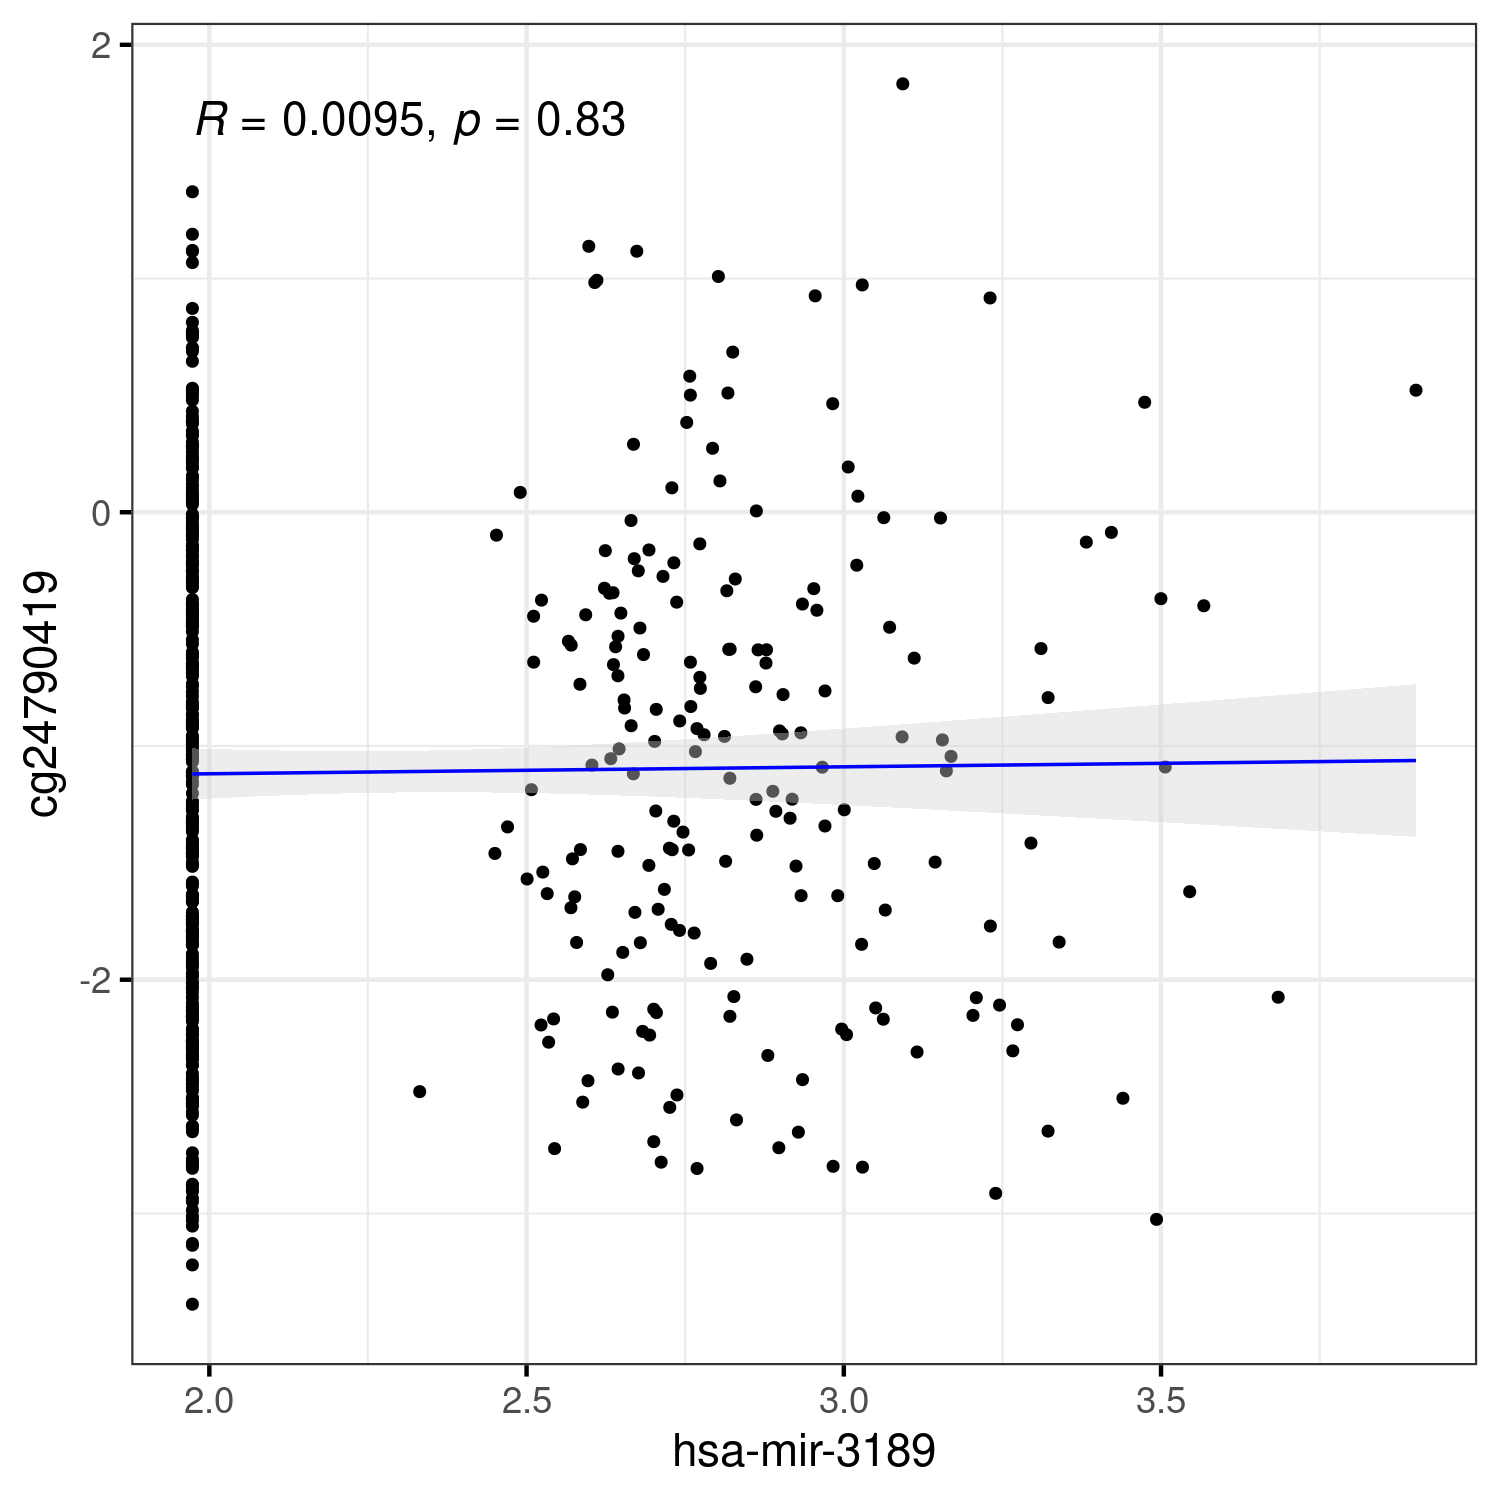 2
R = 0.0095, p = 0.83
0
-2
cg24790419
2.0 2.5 3.0 3.5
hsa-mir-3189